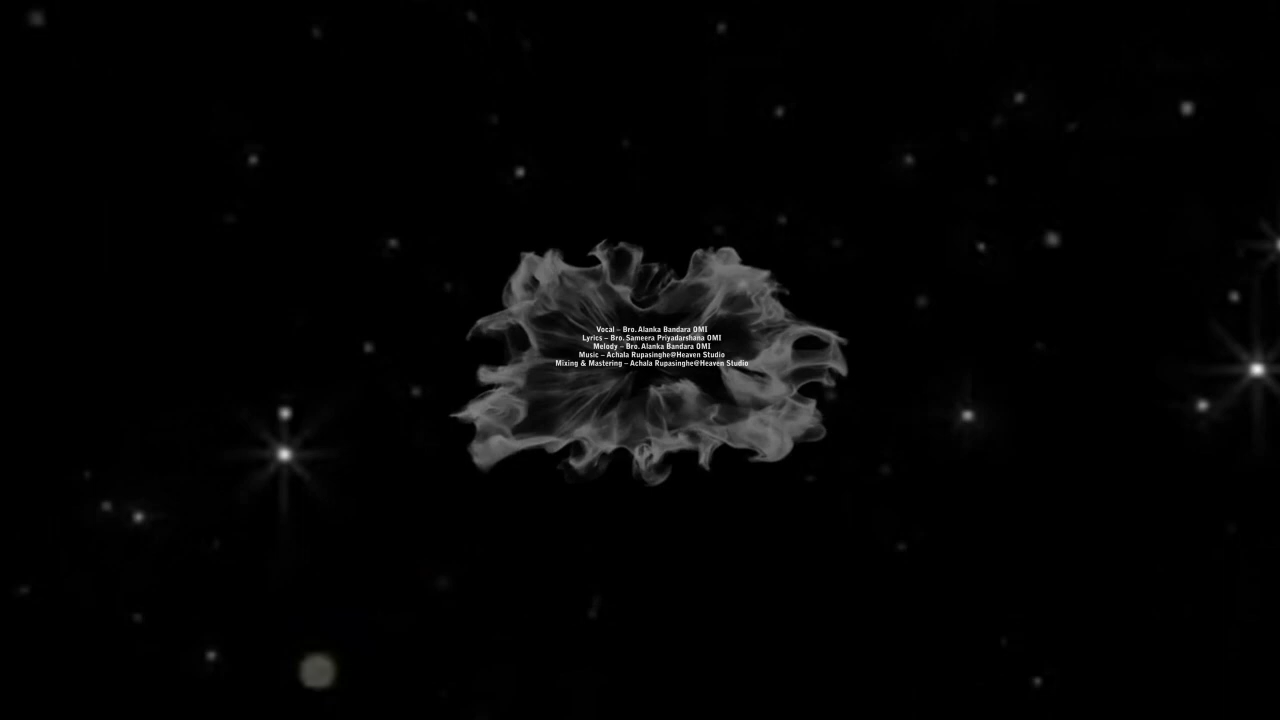 Vocal – Bro. Alanka Bandara OMI
Lyrics – Bro. Sameera Priyadarshana OMI
Melody – Bro. Alanka Bandara OMI
Music – Achala Rupasinghe@Heaven Studio
Mixing & Mastering – Achala Rupasinghe@Heaven Studio